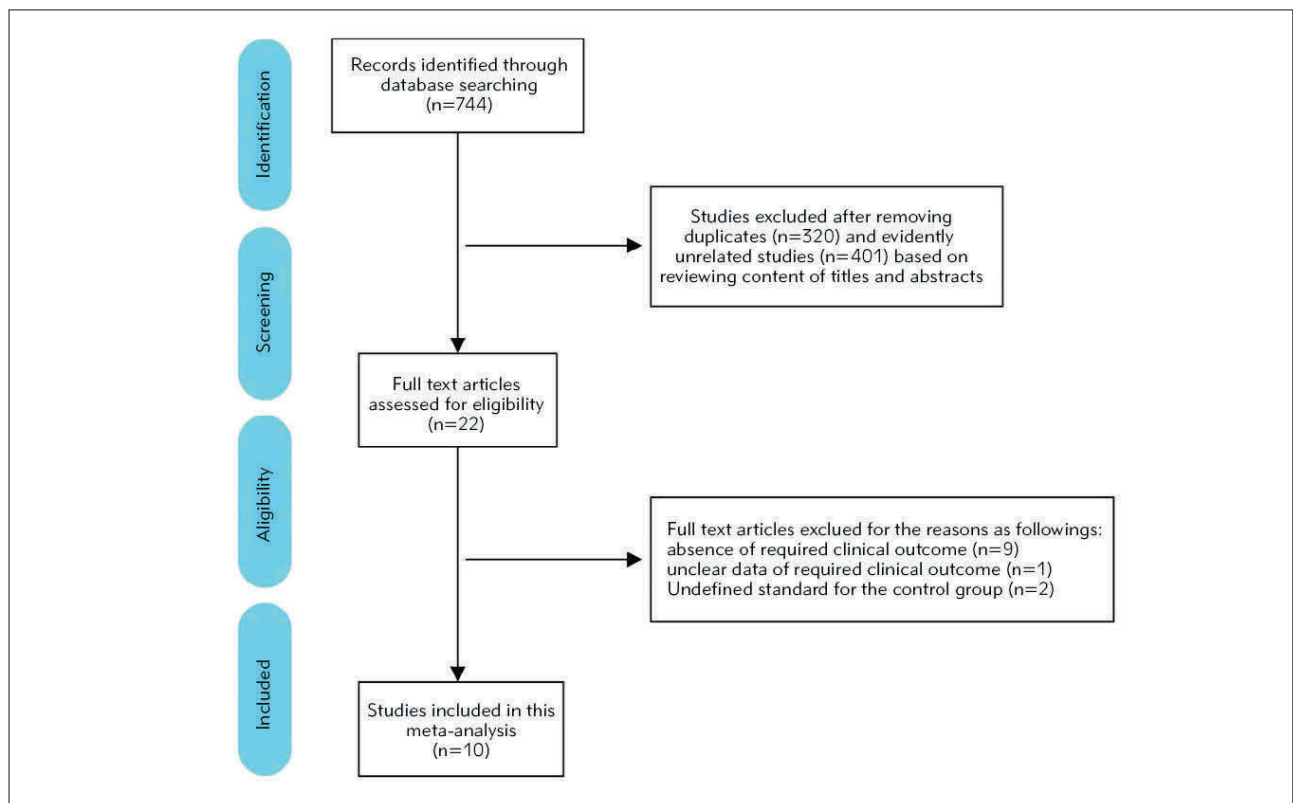 Identification
Records identified through
database searching
(n=744)
Studies excluded after removing
duplicates (n=320) and evidently
unrelated studies (n=401) based on
reviewing content of titles and abstracts
Screening
Full text articles
assessed for eligibility
(n=22)
Aligibility
Full text articles exclued for the reasons as followings:
absence of required clinical outcome (n=9)
unclear data of required clinical outcome (n=1)
Undefined standard for the control group (n=2)
Included
Studies included in this
meta-analysis
(n=10)